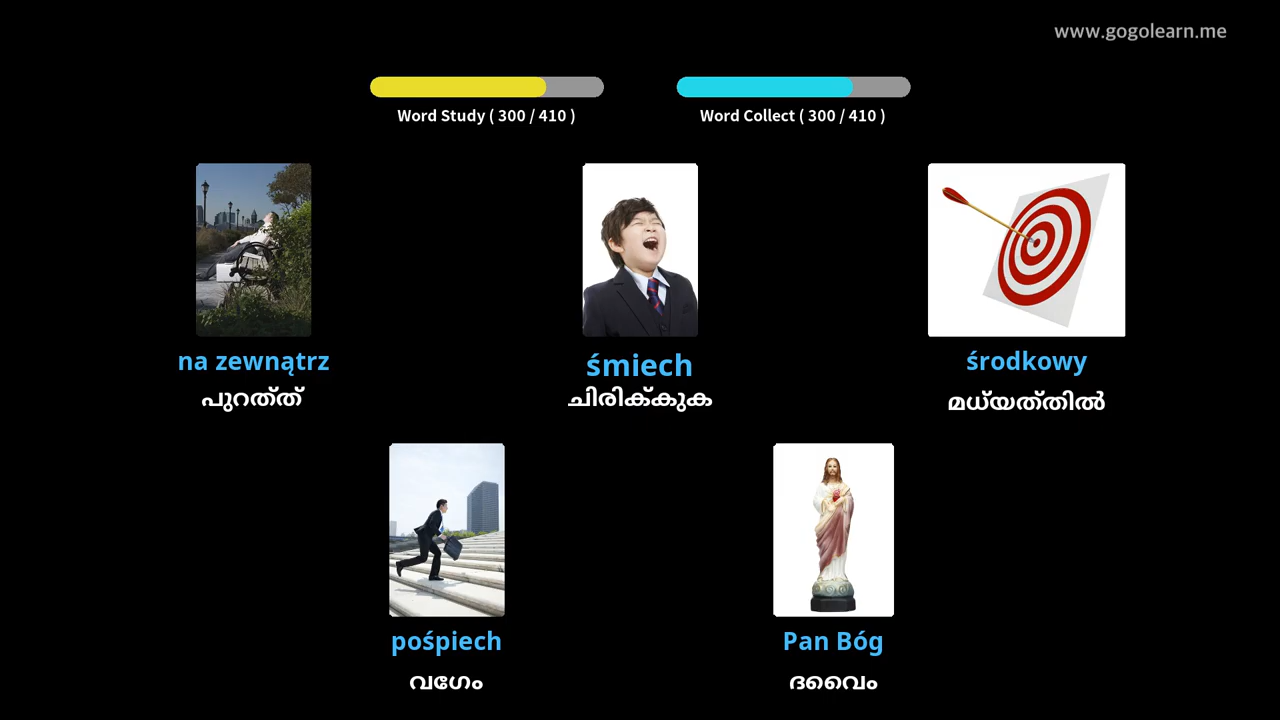 www.gogolearn.me
Word Study ( 300 / 410 )
Word Collect ( 300 / 410 )
na zewnątrz
പുറത്ത്
śmiech
ചിരിക്കുക
środkowy
മധ്യത്തിൽ
pośpiech
വേഗം
Pan Bóg
ദൈവം